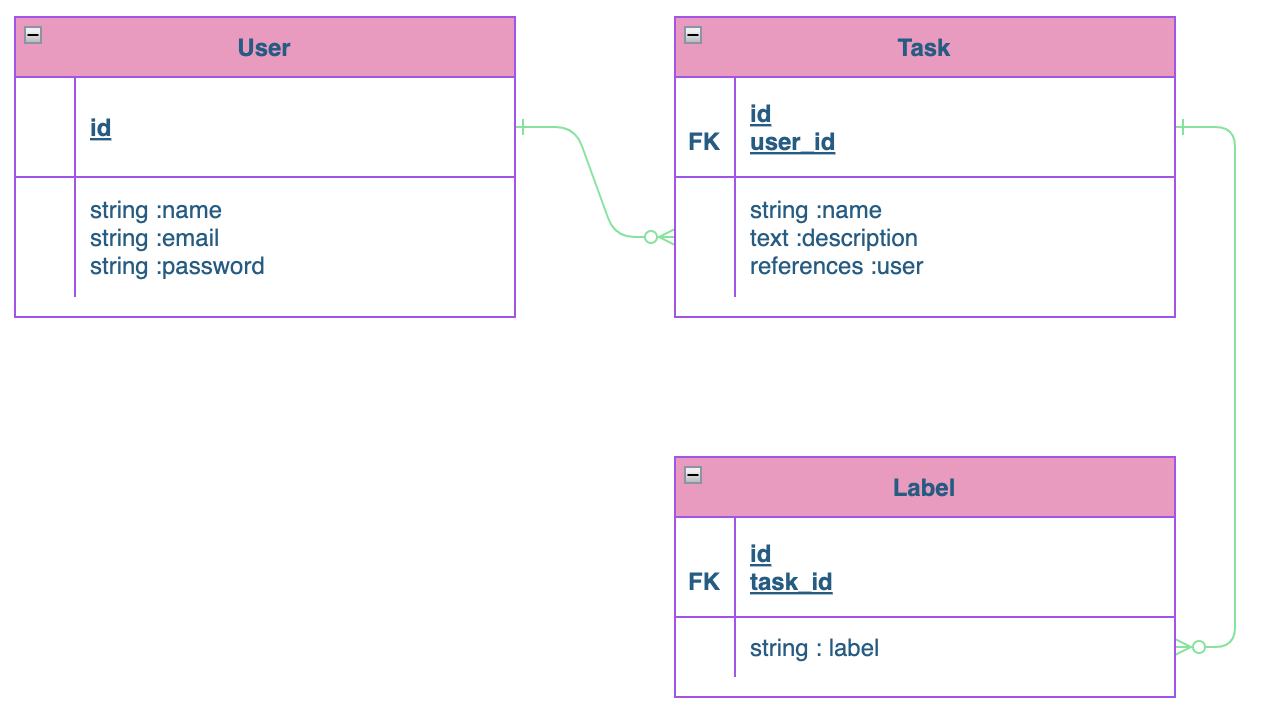 User
id
string :name
string :email
string :password
Task
id
FK user_id
string :name
text :description
references :user
Label
id
FK task_id
string : label